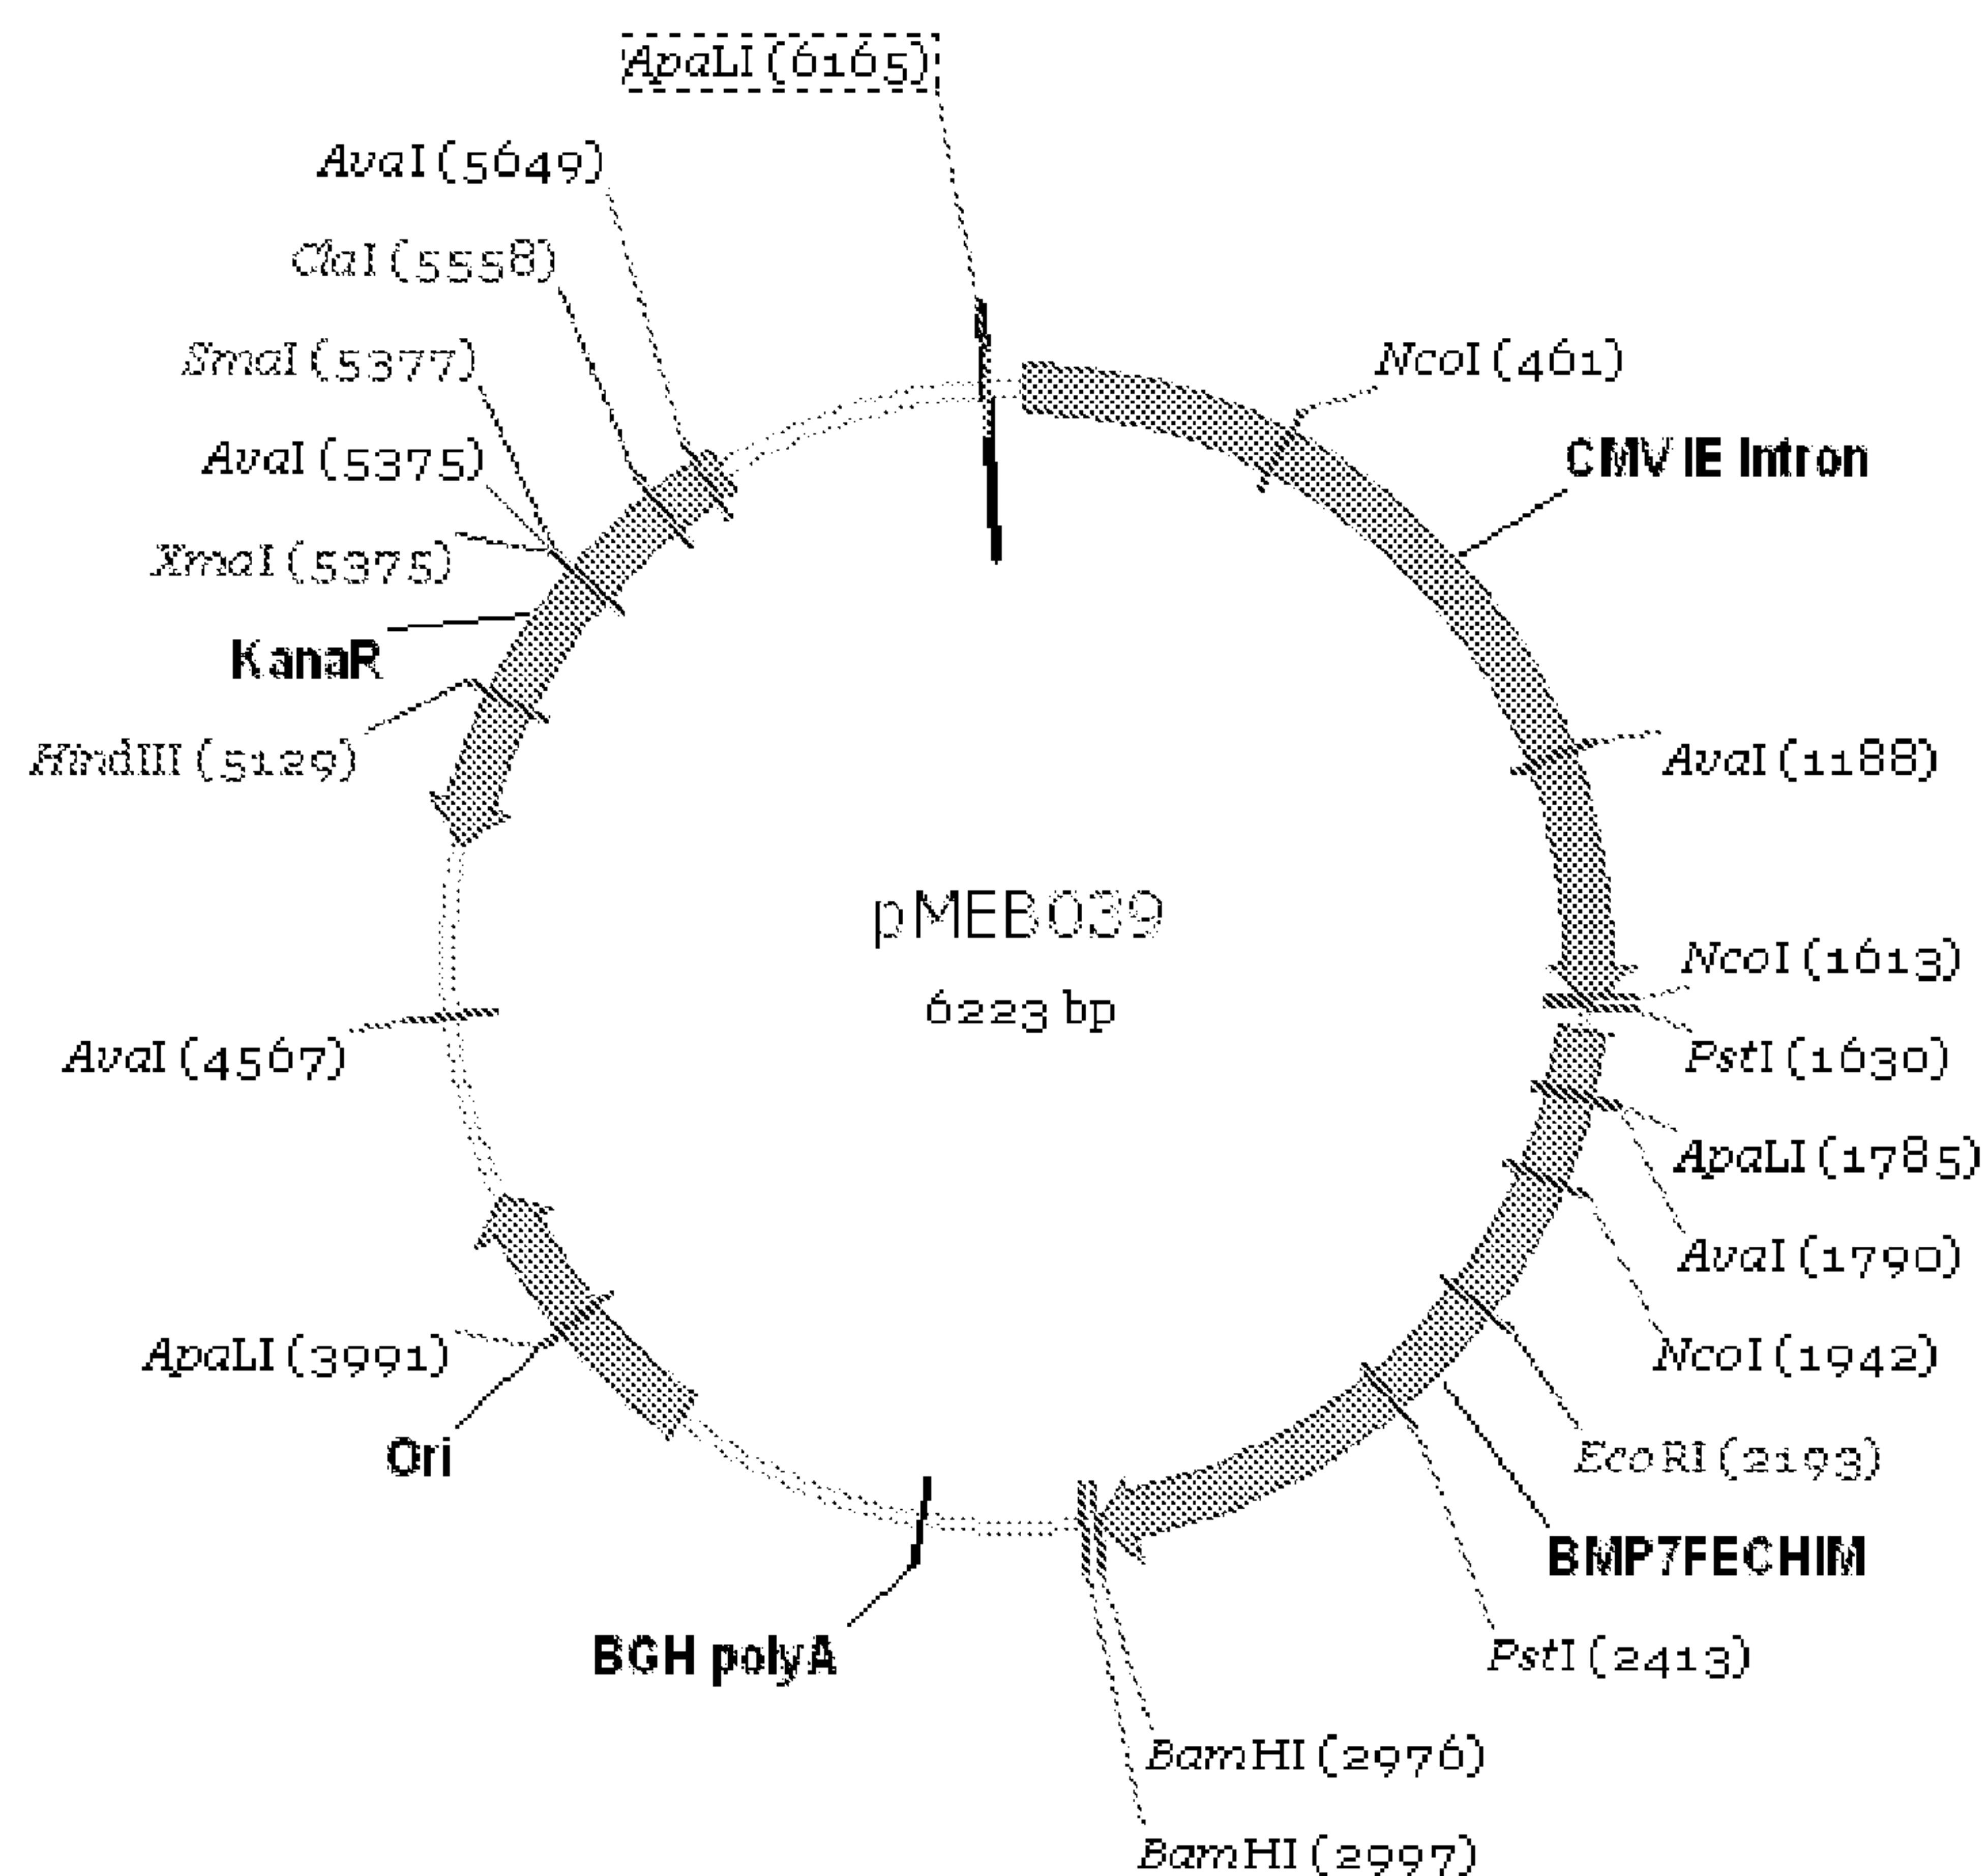 ApaLI (6165)
AvaI (5649)
ClaI (5558)
SmaI (5377)
AvaI (5375)
XmaI (5375)
KanaR
HindIII (5129)
AvaI (4567)
ApaLI (3991)
Ori
BGH polyA
NcoI (461)
CMV IE Intron
AvaI (1188)
NcoI (1613)
PstI (1630)
ApaLI (1785)
AvaI (1790)
NcoI (1942)
EcoRI (2193)
BMP7FECHIM
PstI (2413)
BamHI (2976)
BamHI (2997)
pMEB039
6223 bp